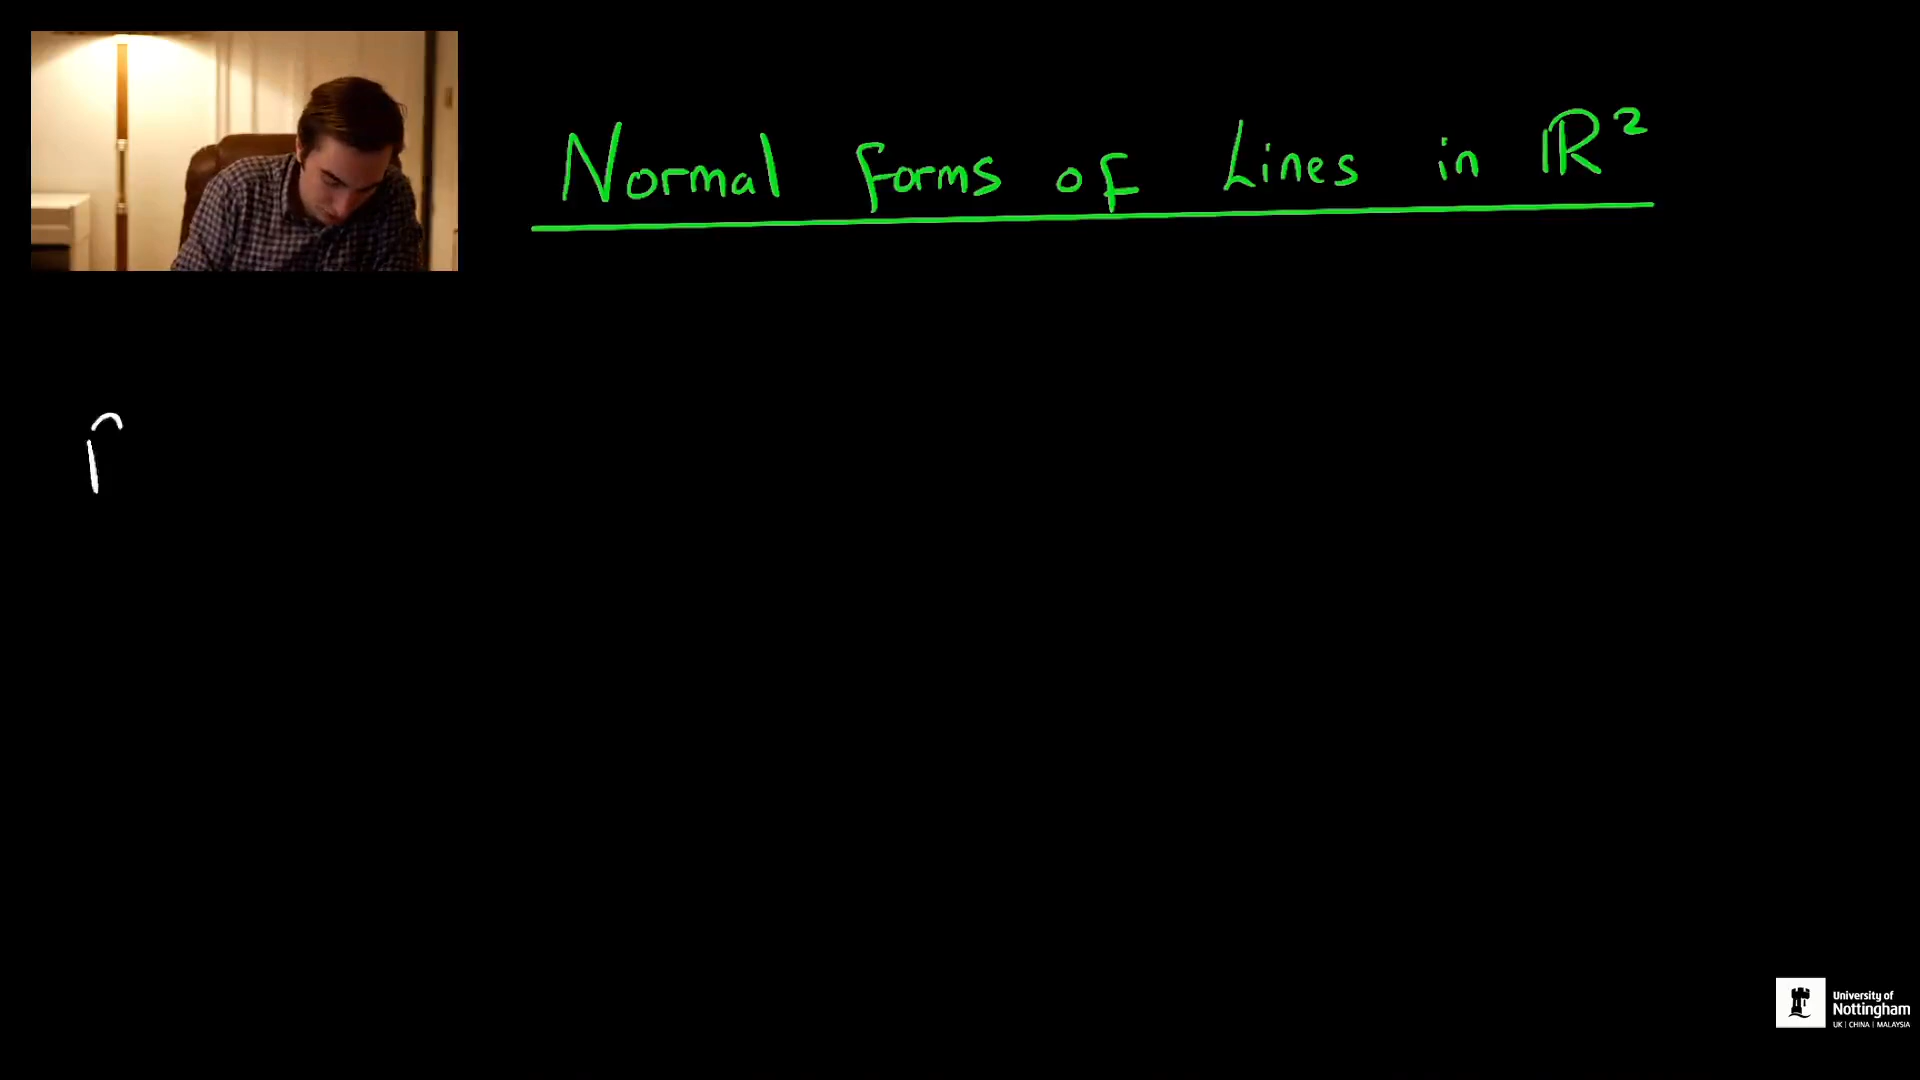 Normal forms of Lines in ℝ²
University of
Nottingham
UK | CHINA | MALAYSIA